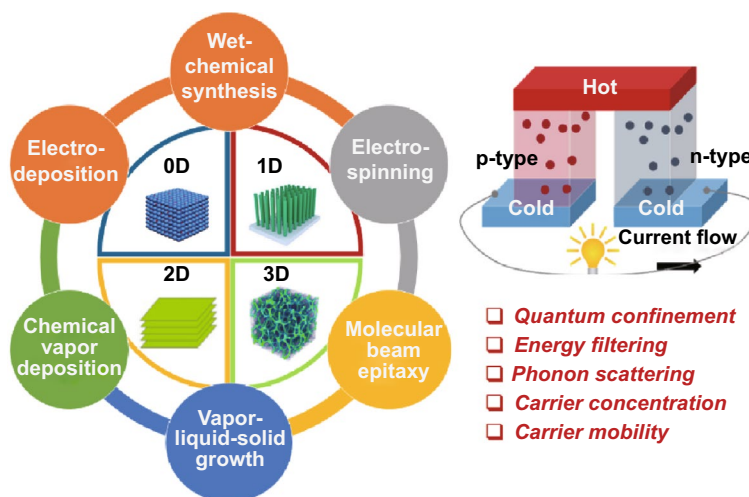 Wet-
chemical
synthesis
Electro-
deposition
Electro-
spinning
0D
1D
2D
3D
Chemical
vapor
deposition
Molecular
beam
epitaxy
Vapor-
liquid-solid
growth
Hot
p-type
n-type
Cold
Cold
Current flow
Quantum confinement
Energy filtering
Phonon scattering
Carrier concentration
Carrier mobility